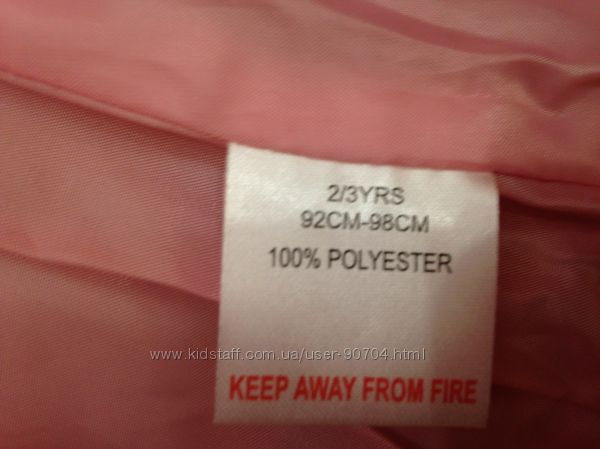 2/3YRS
92CM-98CM
100% POLYESTER
www.kidstaff.com.ua/user-90704.html
KEEP AWAY FROM FIRE